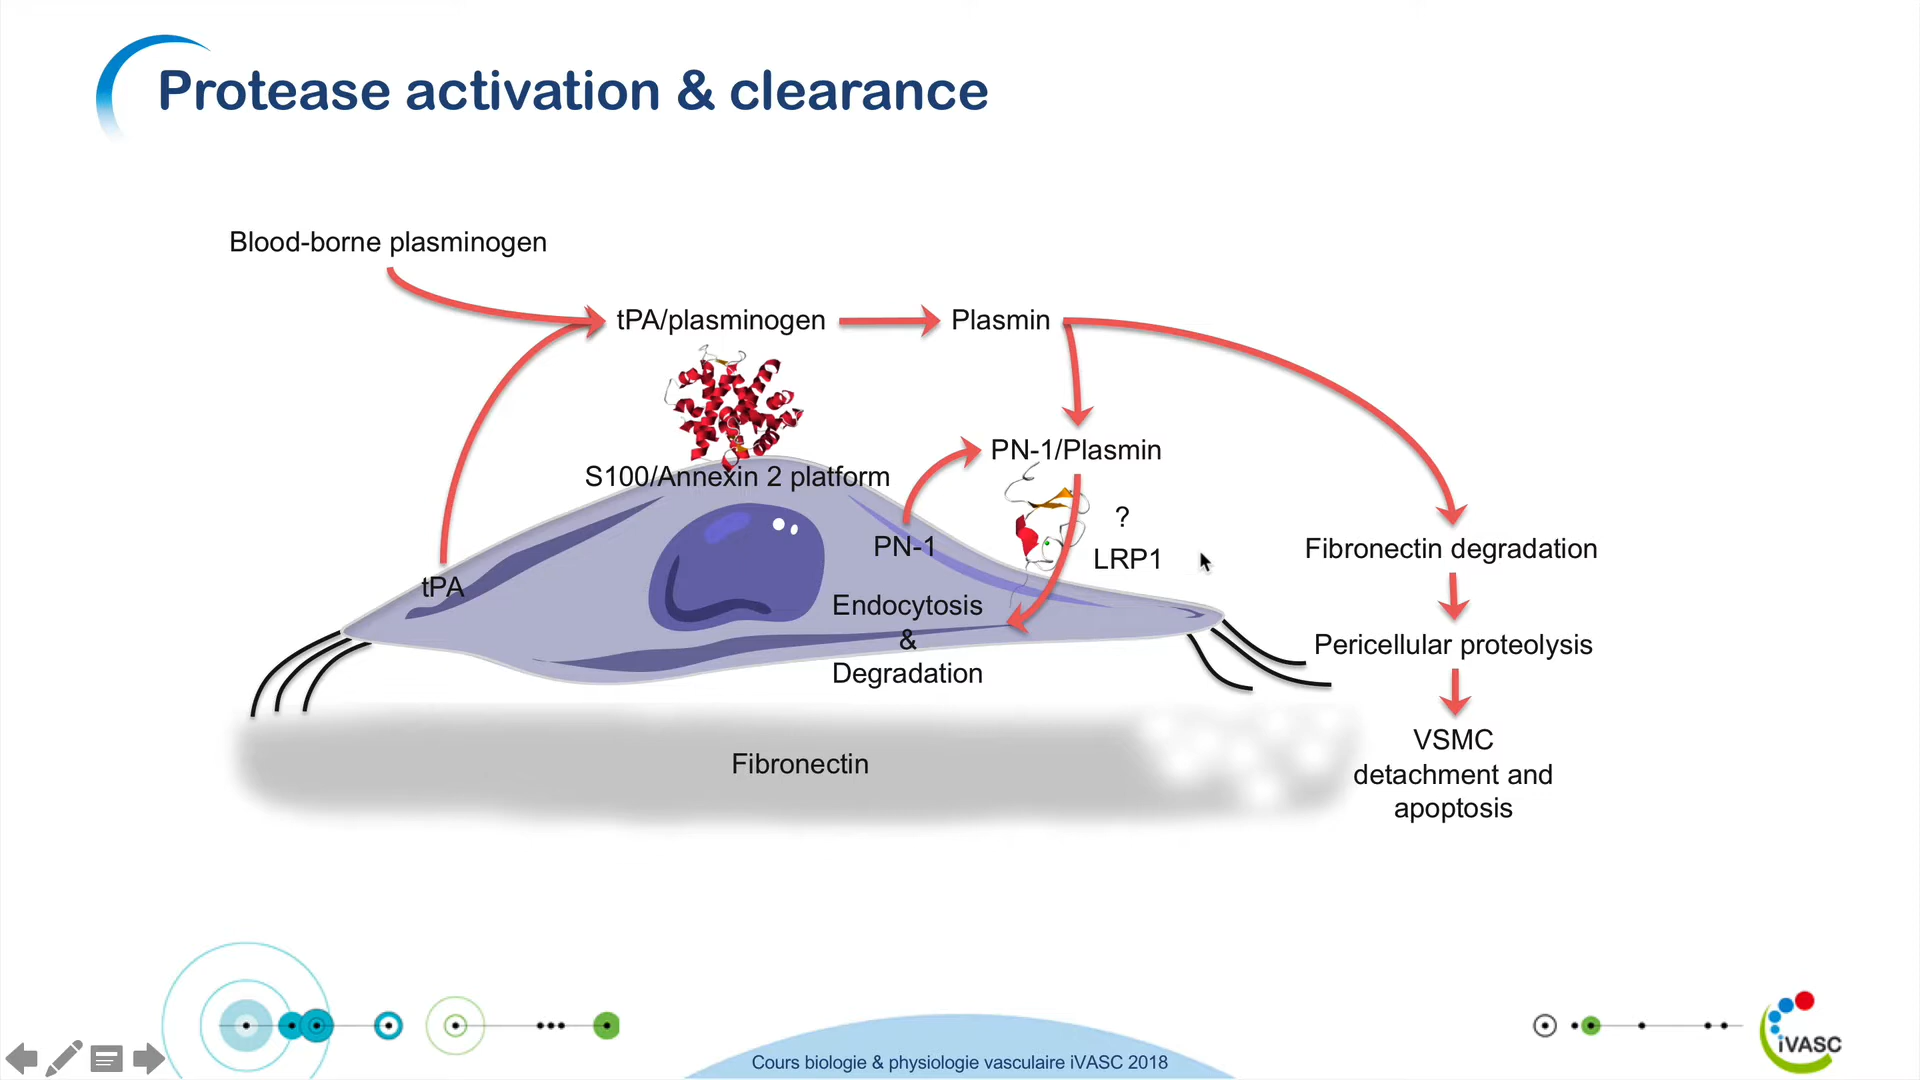 Protease activation & clearance
Blood-borne plasminogen
tPA/plasminogen
Plasmin
PN-1/Plasmin
S100/Annexin 2 platform
?
PN-1
LRP1
Fibronectin degradation
tPA
Endocytosis
&
Degradation
Pericellular proteolysis
VSMC
detachment and
apoptosis
Fibronectin
Cours biologie & physiologie vasculaire iVASC 2018
iVASC